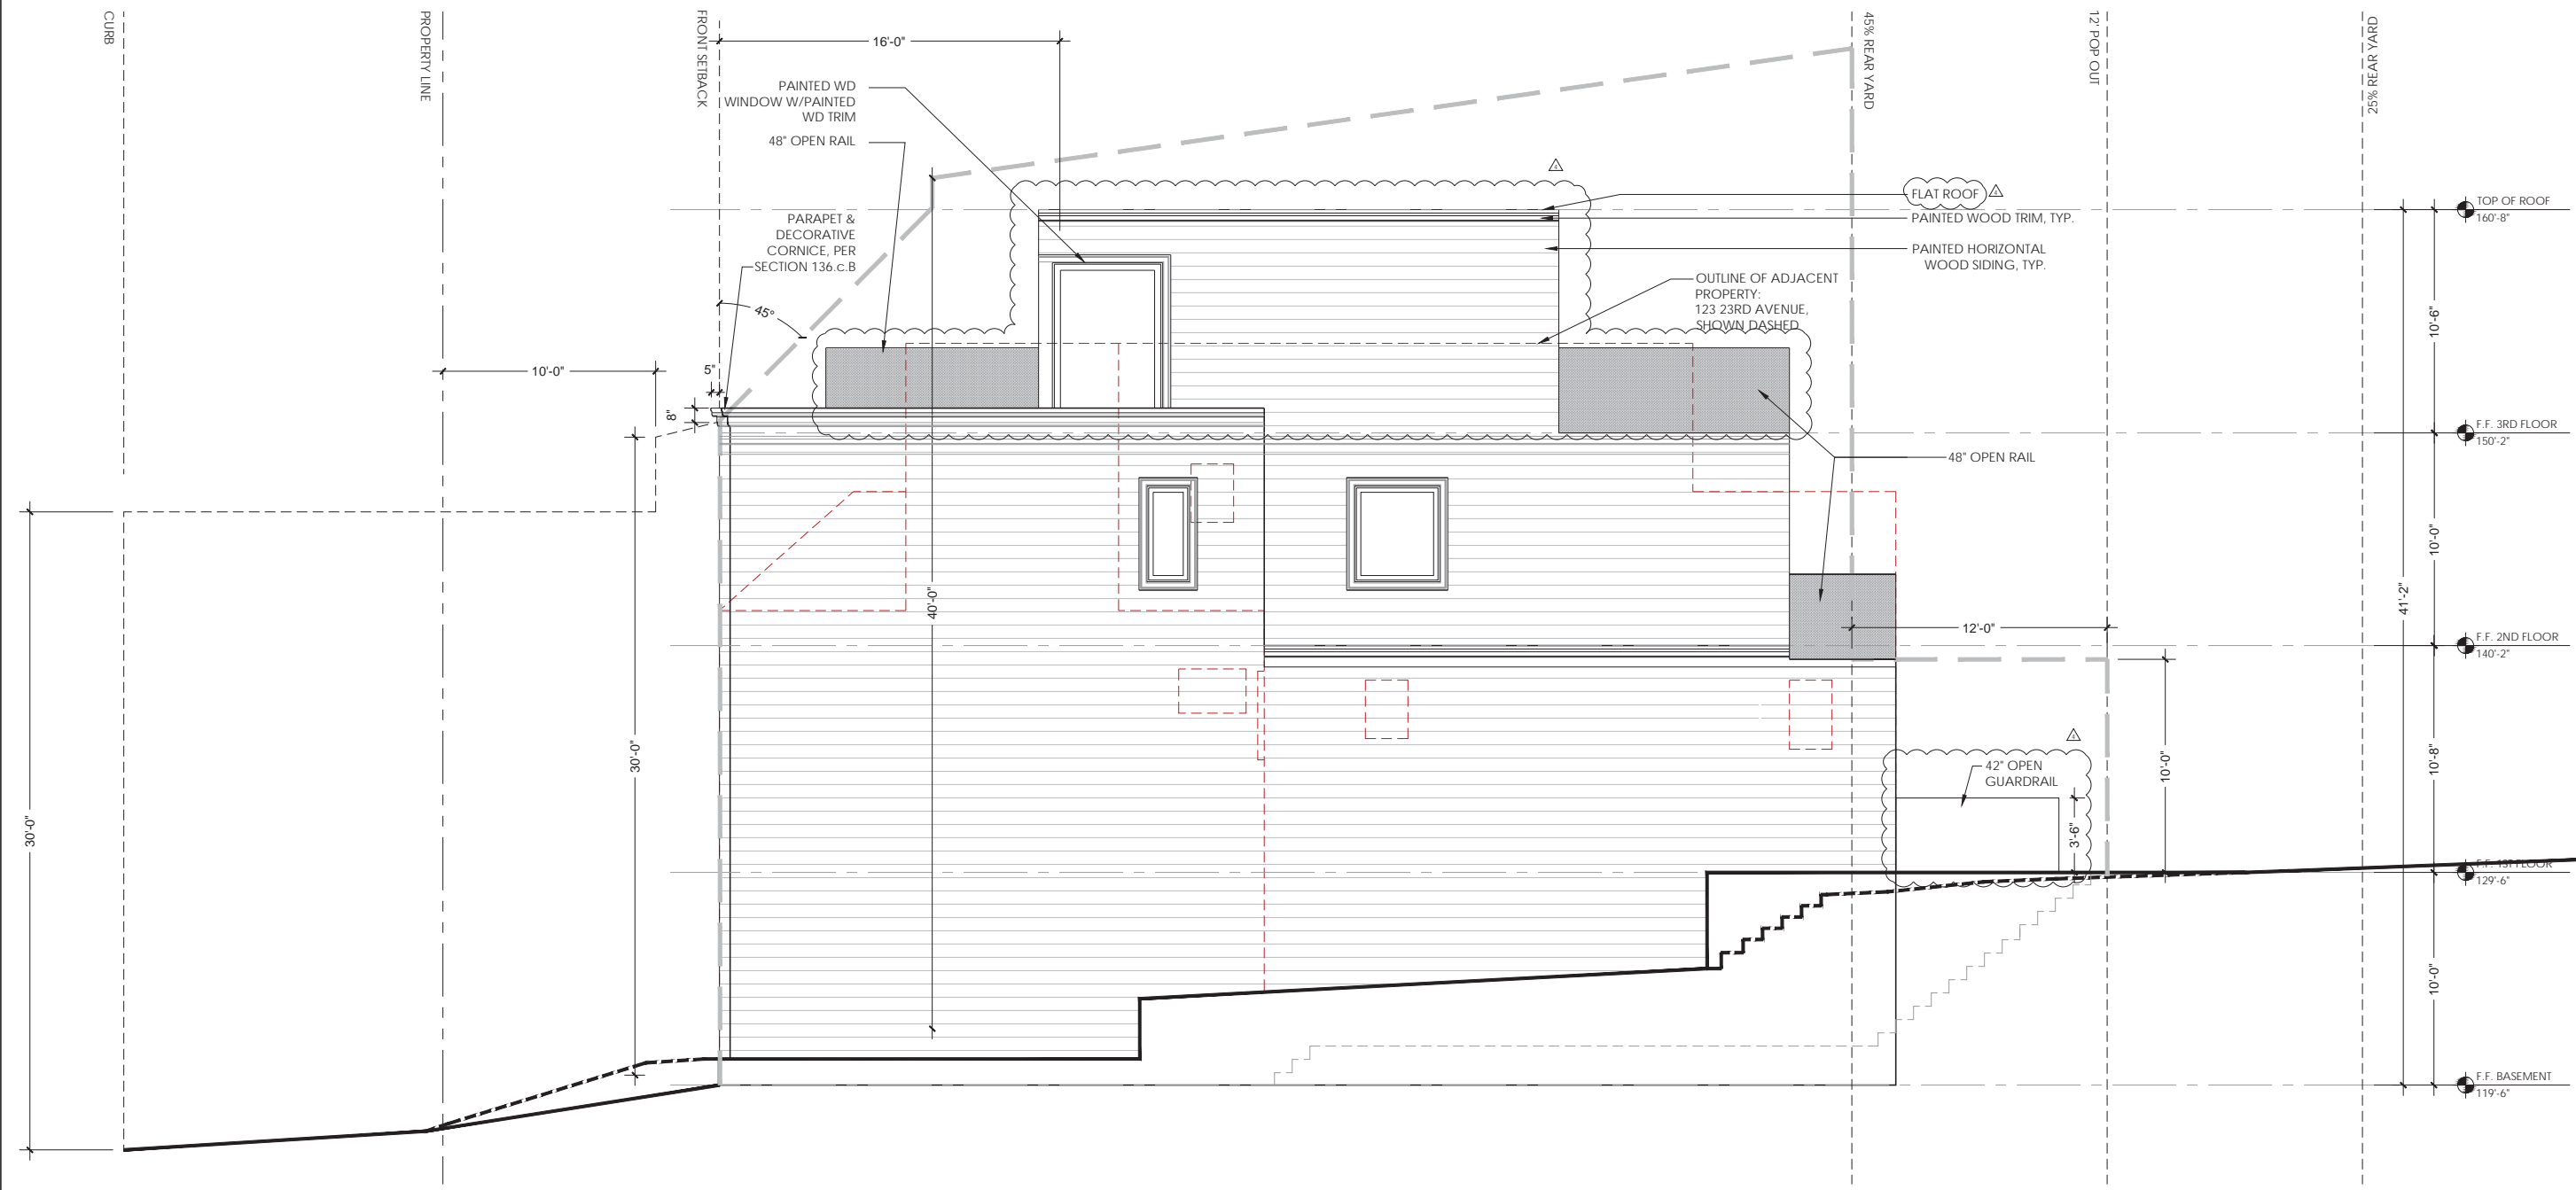 CURB
PROPERTY LINE
FRONT SETBACK
45% REAR YARD
12' POP OUT
25% REAR YARD
16'-0"
PAINTED WD
WINDOW W/PAINTED
WD TRIM
48" OPEN RAIL
PARAPET &
DECORATIVE
CORNICE, PER
SECTION 136.c.B
45°
5"
8"
10'-0"
FLAT ROOF
PAINTED WOOD TRIM, TYP.
PAINTED HORIZONTAL
WOOD SIDING, TYP.
OUTLINE OF ADJACENT
PROPERTY:
123 23RD AVENUE,
SHOWN DASHED
48" OPEN RAIL
TOP OF ROOF
160'-8"
10'-6"
F.F. 3RD FLOOR
150'-2"
10'-0"
41'-2"
F.F. 2ND FLOOR
140'-2"
12'-0"
40'-0"
30'-0"
30'-0"
42" OPEN
GUARDRAIL
3'-6"
10'-0"
10'-8"
F.F. 1ST FLOOR
129'-6"
10'-0"
F.F. BASEMENT
119'-6"